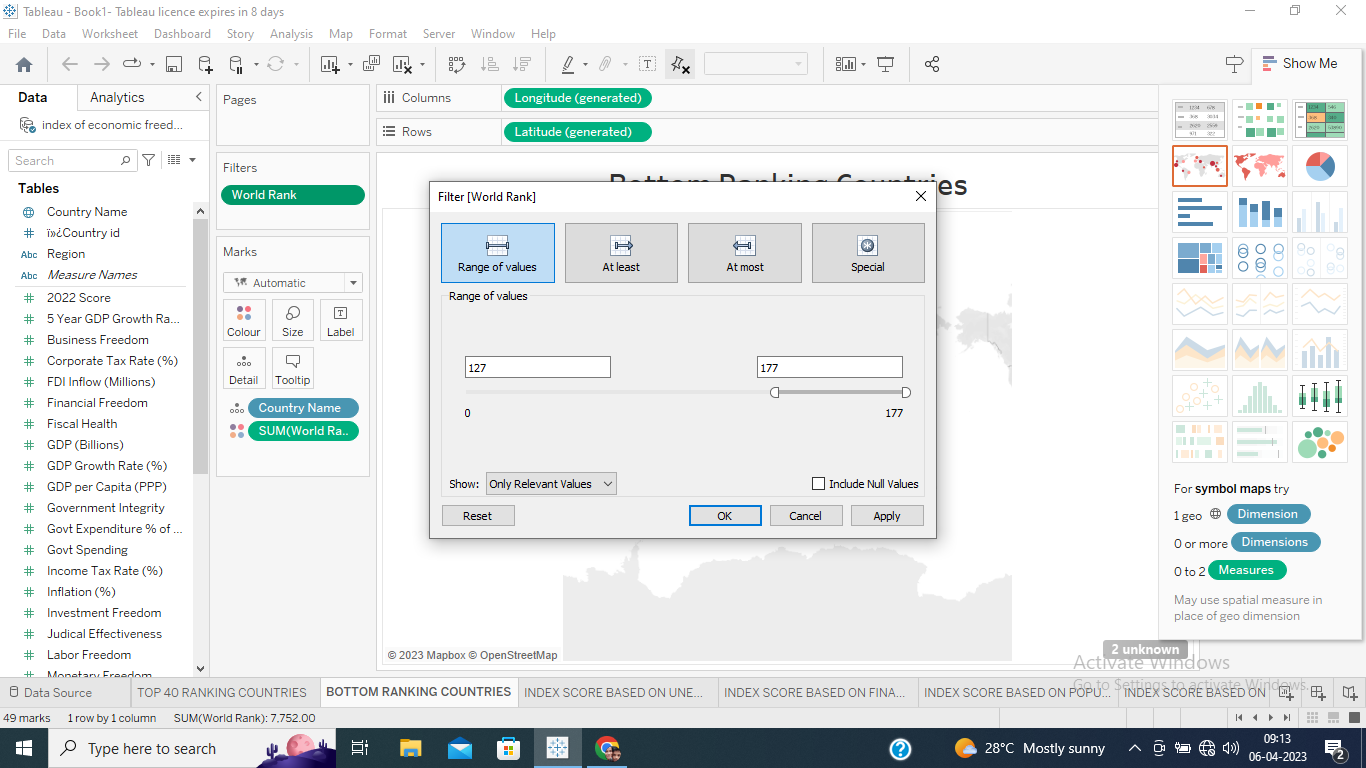 Tableau - Book1- Tableau licence expires in 8 days
File Data Worksheet Dashboard Story Analysis Map Format Server Window Help
Show Me
Data Analytics
index of economic freed...
Search
Tables
Country Name
ï»¿Country id
Region
Measure Names
2022 Score
5 Year GDP Growth Ra...
Business Freedom
Corporate Tax Rate (%)
FDI Inflow (Millions)
Financial Freedom
Fiscal Health
GDP (Billions)
GDP Growth Rate (%)
GDP per Capita (PPP)
Government Integrity
Govt Expenditure % of ...
Govt Spending
Income Tax Rate (%)
Inflation (%)
Investment Freedom
Judical Effectiveness
Labor Freedom
Monetary Freedom
Pages
Filters
World Rank
Marks
Automatic
Colour Size Label
Detail Tooltip
Country Name
SUM(World Ra..
Columns Longitude (generated)
Rows Latitude (generated)
Bottom Ranking Countries
Filter [World Rank]
Range of values At least At most Special
Range of values
127 177
0 177
Show: Only Relevant Values Include Null Values
Reset OK Cancel Apply
© 2023 Mapbox © OpenStreetMap
2 unknown
For symbol maps try
1 geo Dimension
0 or more Dimensions
0 to 2 Measures
May use spatial measure in
place of geo dimension
Activate Windows
Go to Settings to activate Windows.
Data Source TOP 40 RANKING COUNTRIES BOTTOM RANKING COUNTRIES INDEX SCORE BASED ON UNE... INDEX SCORE BASED ON FINA... INDEX SCORE BASED ON POPU... INDEX SCORE BASED ON
49 marks 1 row by 1 column SUM(World Rank): 7,752.00
Type here to search
28°C Mostly sunny
09:13
06-04-2023
2